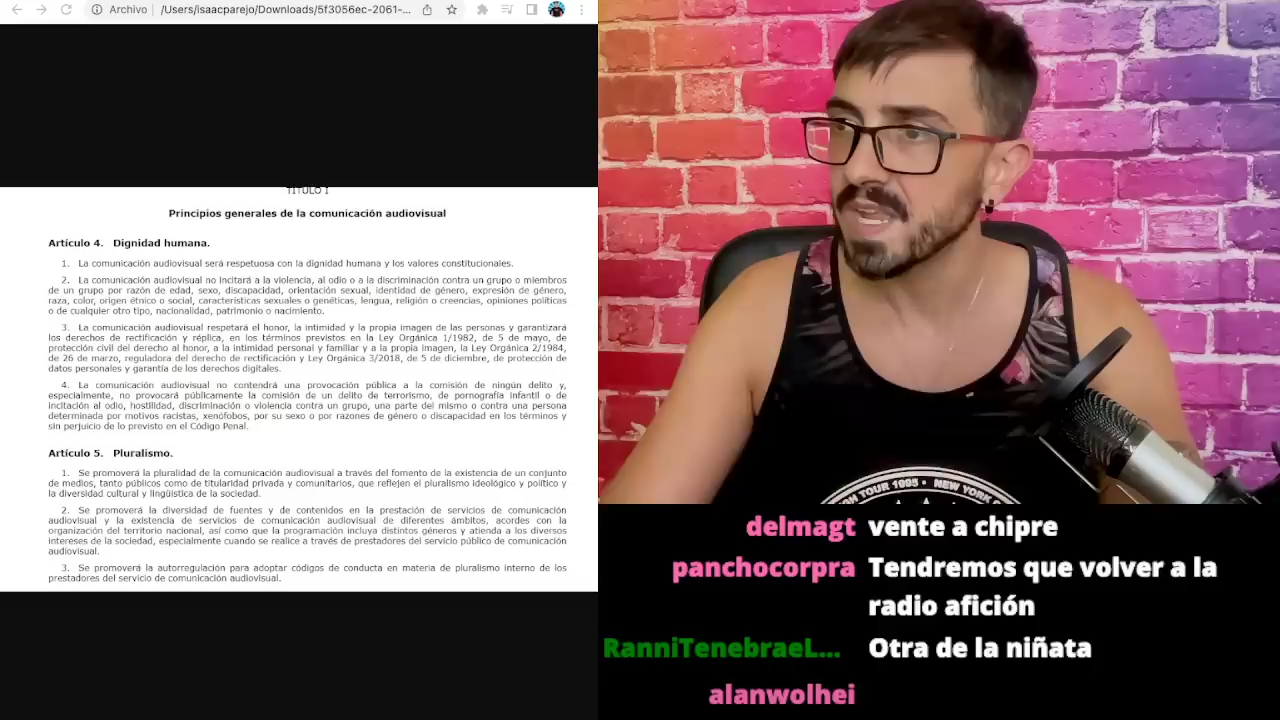 Archivo
/Users/isaacparejo/Downloads/5f3056ec-2061-...
TÍTULO I
Principios generales de la comunicación audiovisual
Artículo 4. Dignidad humana.
1. La comunicación audiovisual será respetuosa con la dignidad humana y los valores constitucionales.
2. La comunicación audiovisual no incitará a la violencia, al odio o a la discriminación contra un grupo o miembros
de un grupo por razón de edad, sexo, discapacidad, orientación sexual, identidad de género, expresión de género,
raza, color, origen étnico o social, características sexuales o genéticas, lengua, religión o creencias, opiniones políticas
o de cualquier otro tipo, nacionalidad, patrimonio o nacimiento.
3. La comunicación audiovisual respetará el honor, la intimidad y la propia imagen de las personas y garantizará
los derechos de rectificación y réplica, en los términos previstos en la Ley Orgánica 1/1982, de 5 de mayo, de
protección civil del derecho al honor, a la intimidad personal y familiar y a la propia imagen, la Ley Orgánica 2/1984,
de 26 de marzo, reguladora del derecho de rectificación y Ley Orgánica 3/2018, de 5 de diciembre, de protección de
datos personales y garantía de los derechos digitales.
4. La comunicación audiovisual no contendrá una provocación pública a la comisión de ningún delito y,
especialmente, no provocará públicamente la comisión de un delito de terrorismo, de pornografía infantil o de
incitación al odio, hostilidad, discriminación o violencia contra un grupo, una parte del mismo o contra una persona
determinada por motivos racistas, xenófobos, por su sexo o por razones de género o discapacidad en los términos y
sin perjuicio de lo previsto en el Código Penal.
Artículo 5. Pluralismo.
1. Se promoverá la pluralidad de la comunicación audiovisual a través del fomento de la existencia de un conjunto
de medios, tanto públicos como de titularidad privada y comunitarios, que reflejen el pluralismo ideológico y político y
la diversidad cultural y lingüística de la sociedad.
2. Se promoverá la diversidad de fuentes y de contenidos en la prestación de servicios de comunicación
audiovisual y la existencia de servicios de comunicación audiovisual de diferentes ámbitos, acordes con la
organización del territorio nacional, así como que la programación incluya distintos géneros y atienda a los diversos
intereses de la sociedad, especialmente cuando se realice a través de prestadores del servicio público de comunicación
audiovisual.
3. Se promoverá la autorregulación para adoptar códigos de conducta en materia de pluralismo interno de los
prestadores del servicio de comunicación audiovisual.
TOUR 1995 • NEW YORK
delmagt vente a chipre
panchocorpra Tendremos que volver a la
radio afición
RanniTenebraeL... Otra de la niñata
alanwolhei